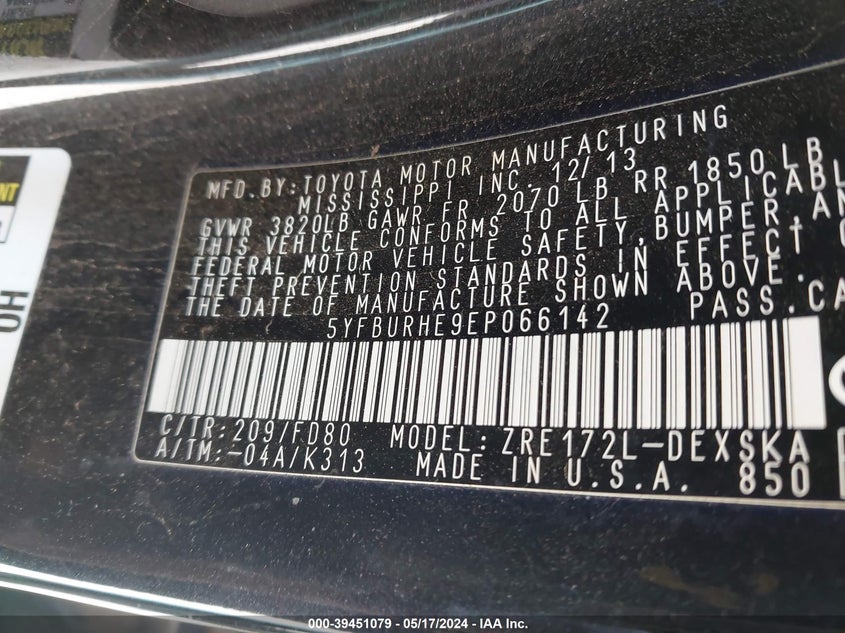 MFD. BY: TOYOTA MOTOR MANUFACTURING
MISSISSIPPI INC. 12/13
GVWR 3820LB GAWR FR 2070 LB RR 1850LB
THIS VEHICLE CONFORMS TO ALL APPLICABL
FEDERAL MOTOR VEHICLE SAFETY, BUMPER, AN
THEFT PREVENTION STANDARDS IN EFFECT O
THE DATE OF MANUFACTURE SHOWN ABOVE.
5YFBURHE9EP066142 PASS.CA
C/TR: 209/FD80 MODEL: ZRE172L-DEXSKA
A/TM: -04A/K313 MADE IN U.S.A. 850
000-39451079 — 05/17/2024 — IAA Inc.